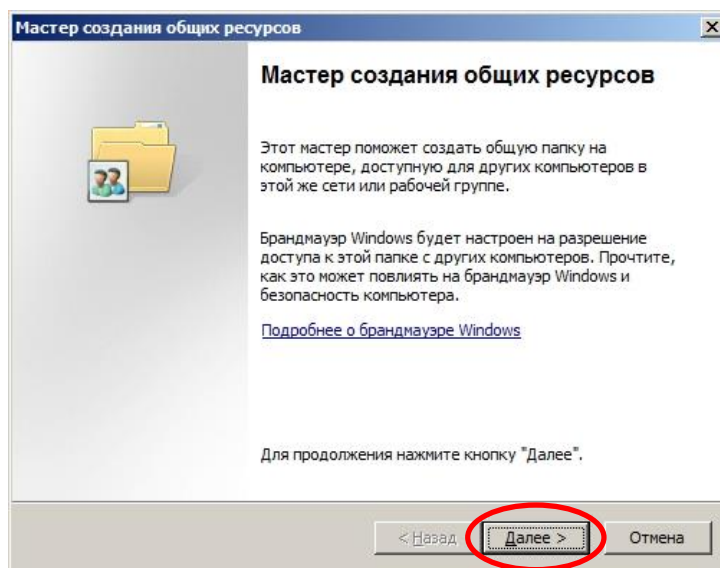 Мастер создания общих ресурсов
Мастер создания общих ресурсов
Этот мастер поможет создать общую папку на
компьютере, доступную для других компьютеров в
этой же сети или рабочей группе.
Брандмауэр Windows будет настроен на разрешение
доступа к этой папке с других компьютеров. Прочтите,
как это может повлиять на брандмауэр Windows и
безопасность компьютера.
Подробнее о брандмауэре Windows
Для продолжения нажмите кнопку "Далее".
< Назад Далее > Отмена